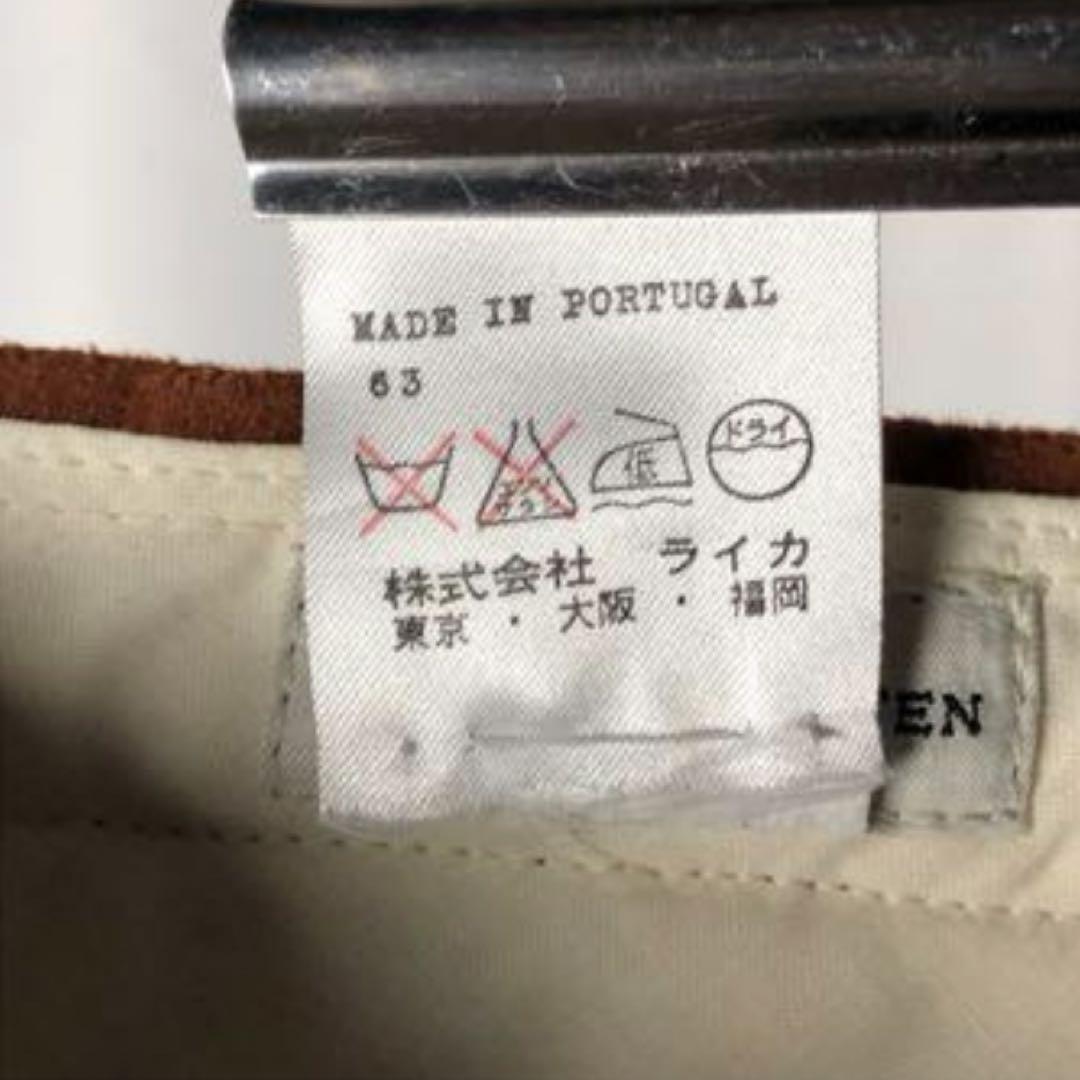 MADE IN PORTUGAL
63
低 ドライ
株式会社 ライカ
東京・大阪・福岡
EN